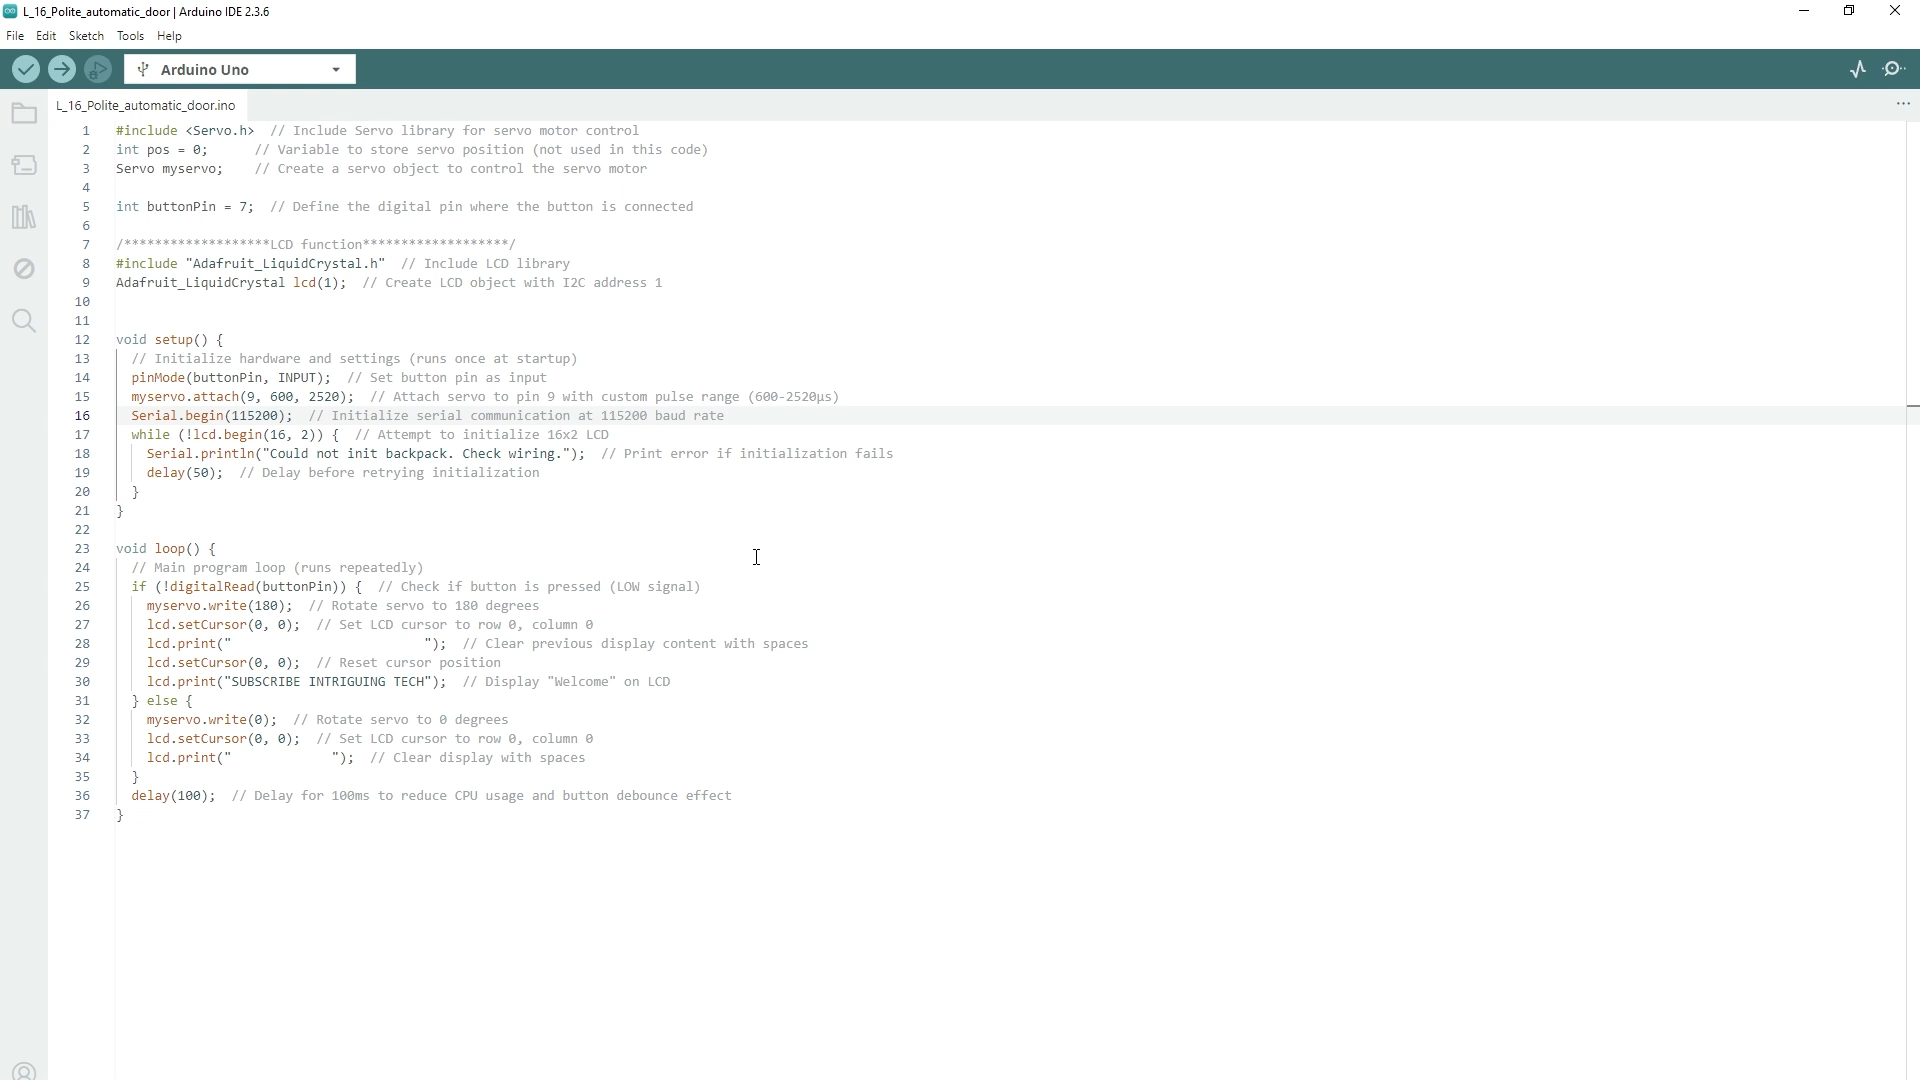 L_16_Polite_automatic_door | Arduino IDE 2.3.6
File Edit Sketch Tools Help
Arduino Uno
L_16_Polite_automatic_door.ino
1 #include <Servo.h>  // Include Servo library for servo motor control
2 int pos = 0;      // Variable to store servo position (not used in this code)
3 Servo myservo;    // Create a servo object to control the servo motor
4
5 int buttonPin = 7;  // Define the digital pin where the button is connected
6
7 /*******************LCD function*******************/
8 #include "Adafruit_LiquidCrystal.h"  // Include LCD library
9 Adafruit_LiquidCrystal lcd(1);  // Create LCD object with I2C address 1
10
11
12 void setup() {
13   // Initialize hardware and settings (runs once at startup)
14   pinMode(buttonPin, INPUT);  // Set button pin as input
15   myservo.attach(9, 600, 2520);  // Attach servo to pin 9 with custom pulse range (600-2520μs)
16   Serial.begin(115200);  // Initialize serial communication at 115200 baud rate
17   while (!lcd.begin(16, 2)) {  // Attempt to initialize 16x2 LCD
18     Serial.println("Could not init backpack. Check wiring.");  // Print error if initialization fails
19     delay(50);  // Delay before retrying initialization
20   }
21 }
22
23 void loop() {
24   // Main program loop (runs repeatedly)
25   if (!digitalRead(buttonPin)) {  // Check if button is pressed (LOW signal)
26     myservo.write(180);  // Rotate servo to 180 degrees
27     lcd.setCursor(0, 0);  // Set LCD cursor to row 0, column 0
28     lcd.print("                         ");  // Clear previous display content with spaces
29     lcd.setCursor(0, 0);  // Reset cursor position
30     lcd.print("SUBSCRIBE INTRIGUING TECH");  // Display "Welcome" on LCD
31   } else {
32     myservo.write(0);  // Rotate servo to 0 degrees
33     lcd.setCursor(0, 0);  // Set LCD cursor to row 0, column 0
34     lcd.print("             ");  // Clear display with spaces
35   }
36   delay(100);  // Delay for 100ms to reduce CPU usage and button debounce effect
37 }